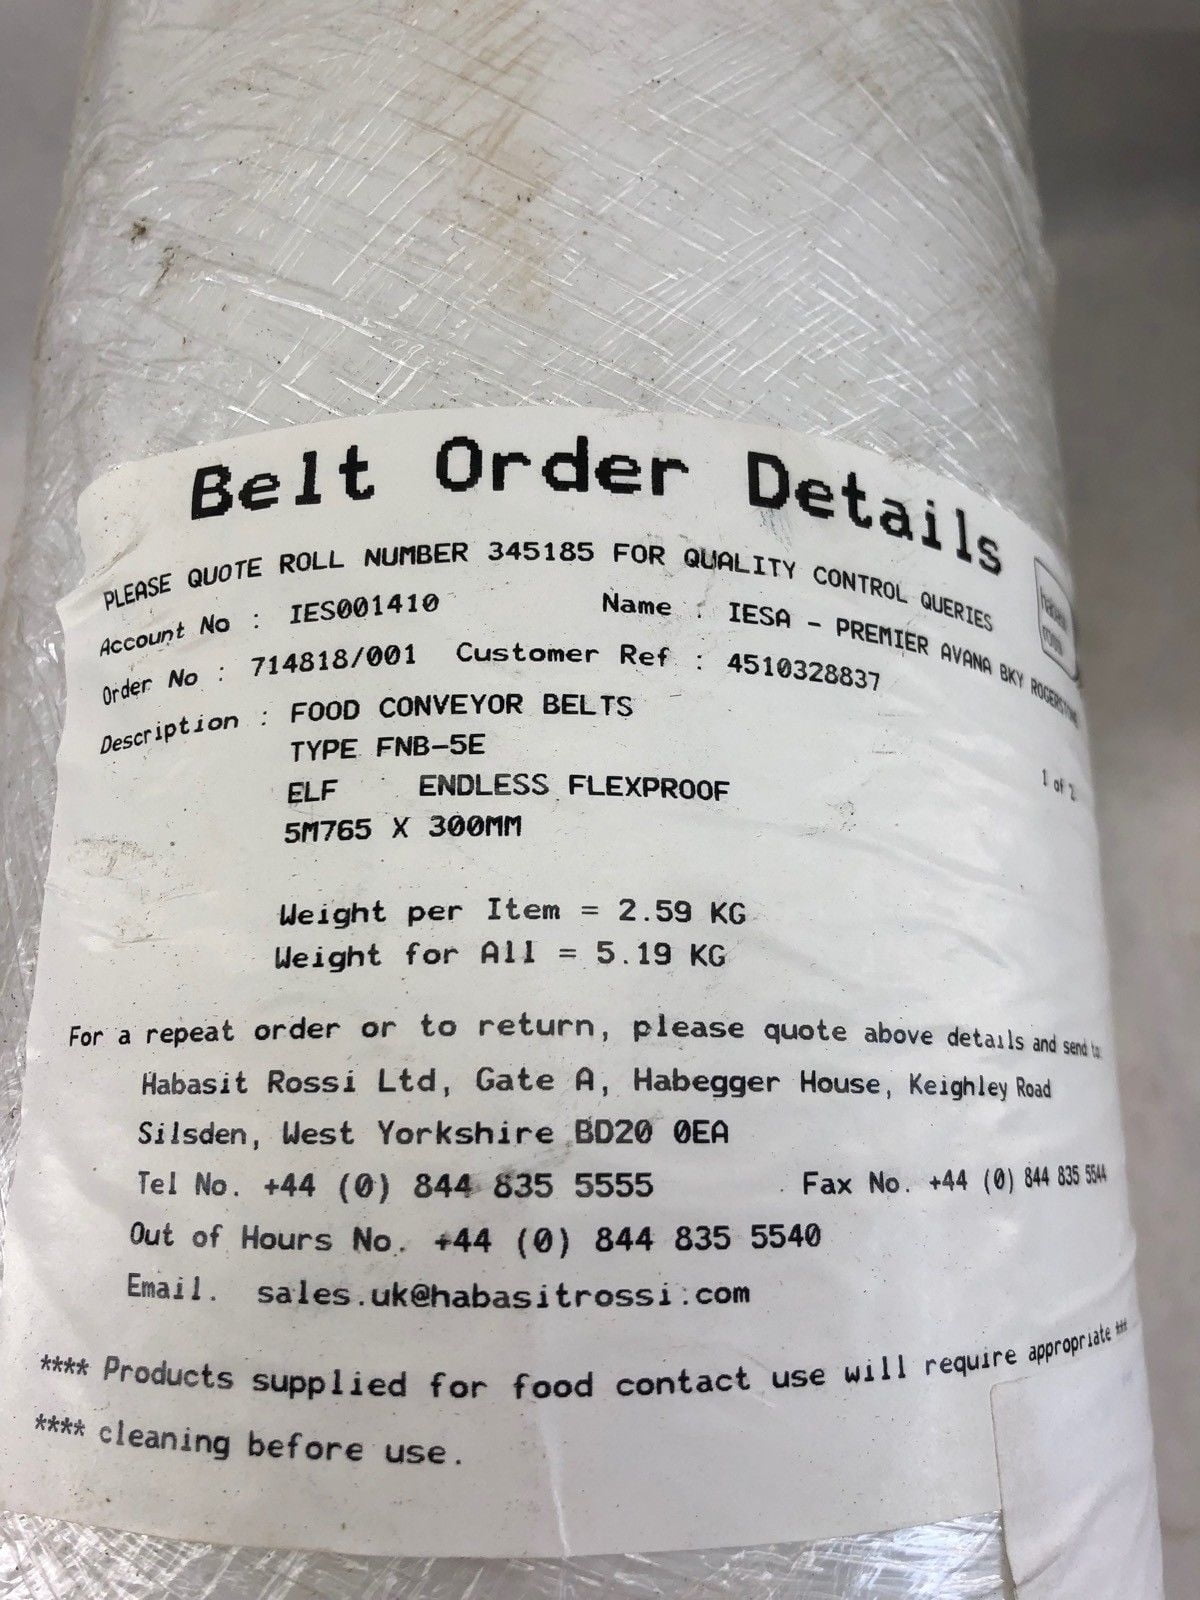 Belt Order Details
PLEASE QUOTE ROLL NUMBER 345185 FOR QUALITY CONTROL QUERIES
Account No : IES001410 Name : IESA - PREMIER AVANA BKY
Order No : 714818/001 Customer Ref : 4510328837
Description : FOOD CONVEYOR BELTS
TYPE FNB-5E
ELF ENDLESS FLEXPROOF
1 of 2
5M765 X 300MM
Weight per Item = 2.59 KG
Weight for All = 5.19 KG
For a repeat order or to return, please quote above details and send to:
Habasit Rossi Ltd, Gate A, Habegger House, Keighley Road
Silsden, West Yorkshire BD20 0EA
Tel No. +44 (0) 844 835 5555 Fax No. +44 (0) 844 835 5544
Out of Hours No. +44 (0) 844 835 5540
Email. sales.uk@habasitrossi.com
**** Products supplied for food contact use will require appropriate ***
**** cleaning before use.